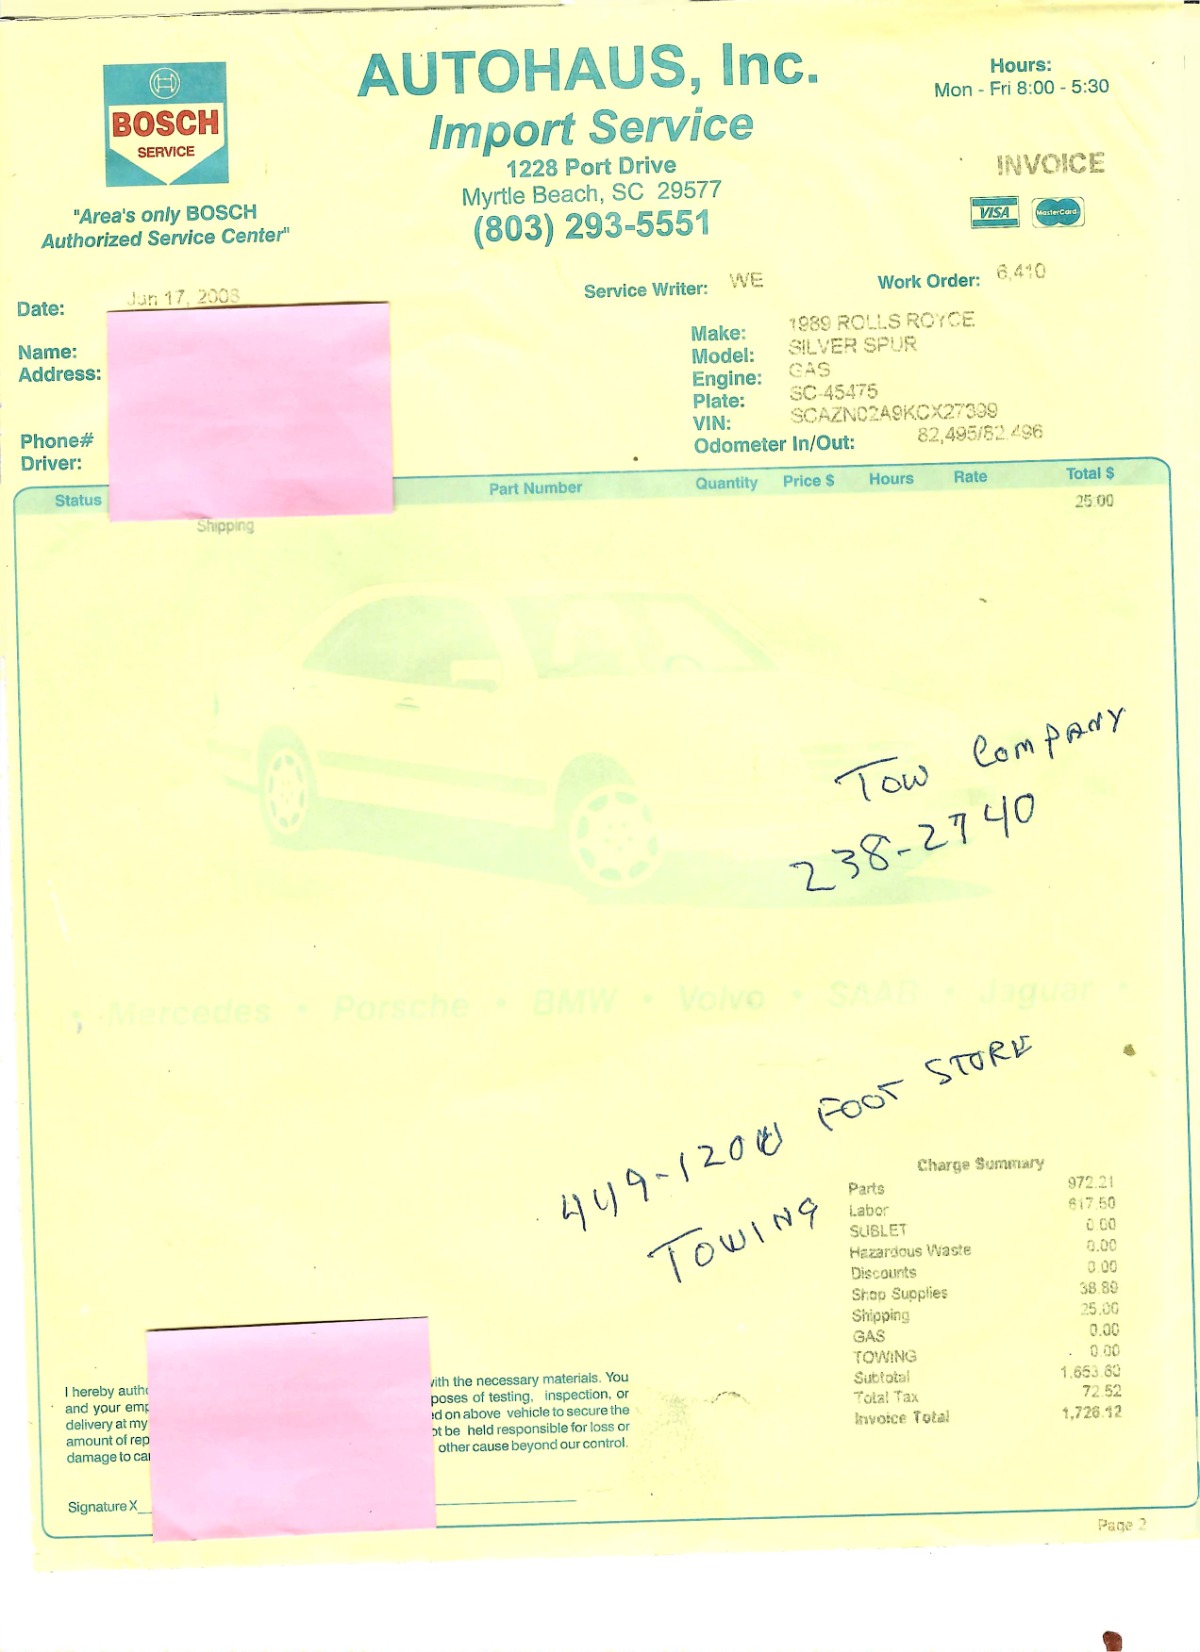 AUTOHAUS, Inc.
Import Service
1228 Port Drive
Myrtle Beach, SC 29577
(803) 293-5551
BOSCH
SERVICE
"Area's only BOSCH
Authorized Service Center"
Hours:
Mon - Fri 8:00 - 5:30
INVOICE
VISA MasterCard
Date: Jan 17, 2008
Service Writer: WE
Work Order: 6,410
Name:
Address:
Phone#
Driver:
Make: 1989 ROLLS ROYCE
Model: SILVER SPUR
Engine: GAS
Plate: SC-45475
VIN: SCAZN02A9KCX27399
Odometer In/Out: 82,495/82,496
Status Part Number Quantity Price $ Hours Rate Total $
Shipping 25.00
Tow Company
238-2740
• Mercedes • Porsche • BMW • Volvo • SAAB • Jaguar •
449-1200 FOOT STORE
TOWING
Charge Summary
Parts 972.21
Labor 617.50
SUBLET 0.00
Hazardous Waste 0.00
Discounts 0.00
Shop Supplies 38.89
Shipping 25.00
GAS 0.00
TOWING 0.00
Subtotal 1,653.60
Total Tax 72.52
Invoice Total 1,726.12
I hereby with the necessary materials. You
and your poses of testing, inspection, or
delivery at my on above vehicle to secure the
amount of be held responsible for loss or
damage to other cause beyond our control.
Signature X
Page 2